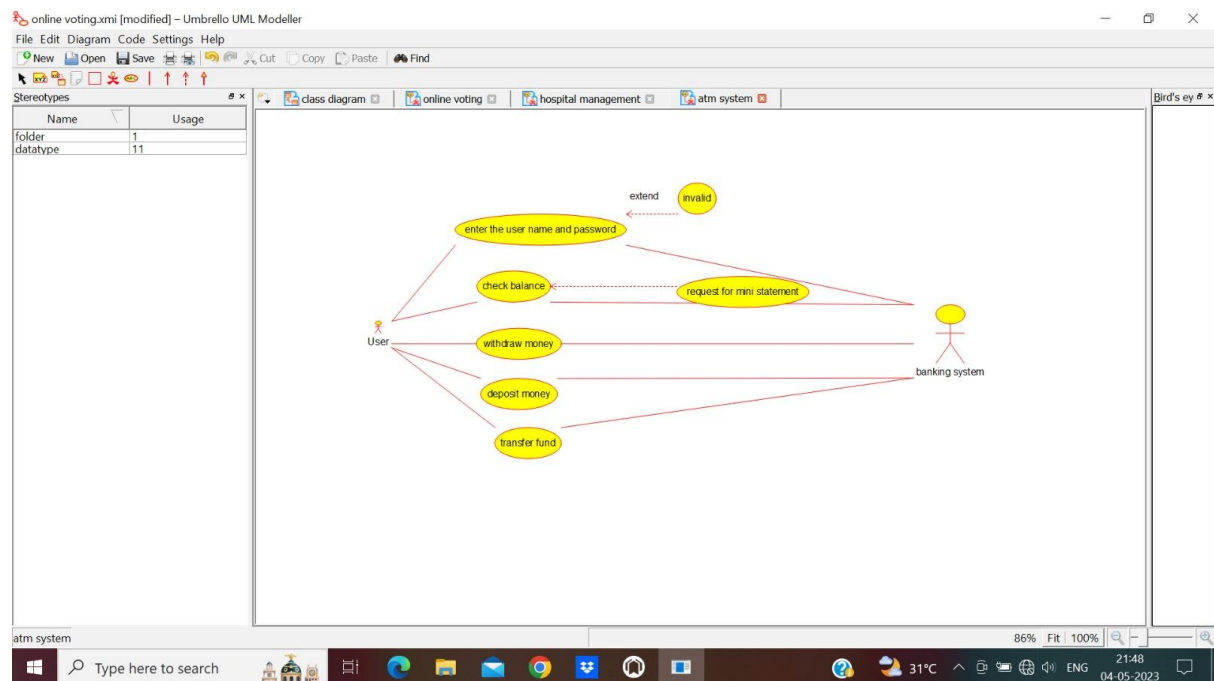 online voting.xmi [modified] – Umbrello UML Modeller
File Edit Diagram Code Settings Help
New Open Save Cut Copy Paste Find
Stereotypes
class diagram online voting hospital management atm system
Bird's ey
Name Usage
folder 1
datatype 11
extend
invalid
enter the user name and password
check balance
request for mini statement
User
withdraw money
banking system
deposit money
transfer fund
atm system
86% Fit 100%
Type here to search
31°C
ENG
21:48
04-05-2023